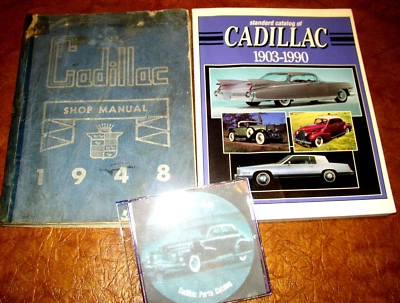 Cadillac
SHOP MANUAL
1948
standard catalog of
CADILLAC
1903-1990
Cadillac Parts Catalog